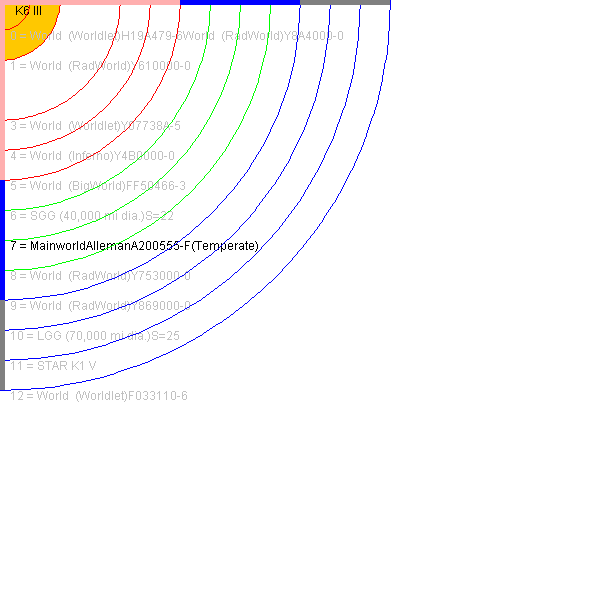 K6 III
= World (Worldlet)H19A479-6World (RadWorld)Y8A4000-0
1 = World (RadWorld)Y610000-0
3 = World (Worldlet)Y97738A-5
4 = World (Inferno)Y4B0000-0
5 = World (BigWorld)FF50466-3
6 = SGG (40,000 mi dia.)S=22
7 = MainworldAllemanA200555-F(Temperate)
8 = World (RadWorld)Y753000-0
9 = World (RadWorld)Y869000-0
10 = LGG (70,000 mi dia.)S=25
11 = STAR K1 V
12 = World (Worldlet)F033110-6